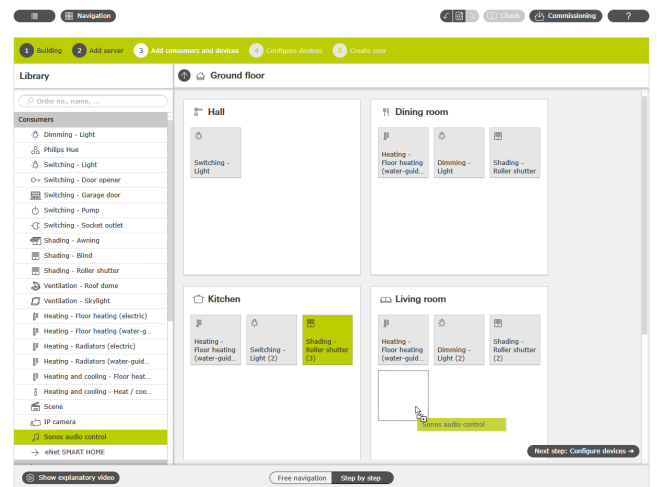 Navigation
Check
Commissioning
?
1 Building 2 Add server 3 Add consumers and devices 4 Configure devices 5 Create user
Library
Ground floor
Order no., name, ...
Consumers
Dimming - Light
Philips Hue
Switching - Light
Switching - Door opener
Switching - Garage door
Switching - Pump
Switching - Socket outlet
Shading - Awning
Shading - Blind
Shading - Roller shutter
Ventilation - Roof dome
Ventilation - Skylight
Heating - Floor heating (electric)
Heating - Floor heating (water-g...
Heating - Radiators (electric)
Heating - Radiators (water-guid...
Heating and cooling - Floor heat...
Heating and cooling - Heat / coo...
Scene
IP camera
Sonos audio control
eNet SMART HOME
Hall
Switching -
Light
Dining room
Heating -
Floor heating
(water-guid...
Dimming -
Light
Shading -
Roller shutter
Kitchen
Heating -
Floor heating
(water-guid...
Switching -
Light (2)
Shading -
Roller shutter
(3)
Living room
Heating -
Floor heating
(water-guid...
Dimming -
Light (2)
Shading -
Roller shutter
(2)
Sonos audio control
Next step: Configure devices
Show explanatory video
Free navigation Step by step